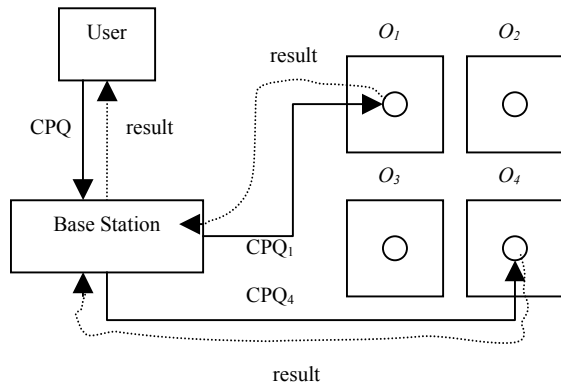 User
O1
O2
result
CPQ
result
O3
O4
Base Station
CPQ1
CPQ4
result